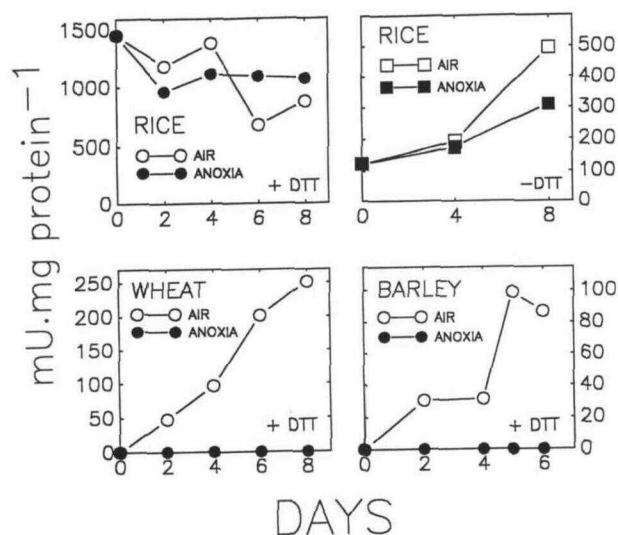 mU.mg protein−1
1500
1000
500
0
RICE
AIR
ANOXIA
+ DTT
0 2 4 6 8
RICE
AIR
ANOXIA
−DTT
500
400
300
200
100
0
0 4 8
250
200
150
100
50
0
WHEAT
AIR
ANOXIA
+ DTT
0 2 4 6 8
BARLEY
AIR
ANOXIA
+ DTT
100
80
60
40
20
0
0 2 4 6
DAYS